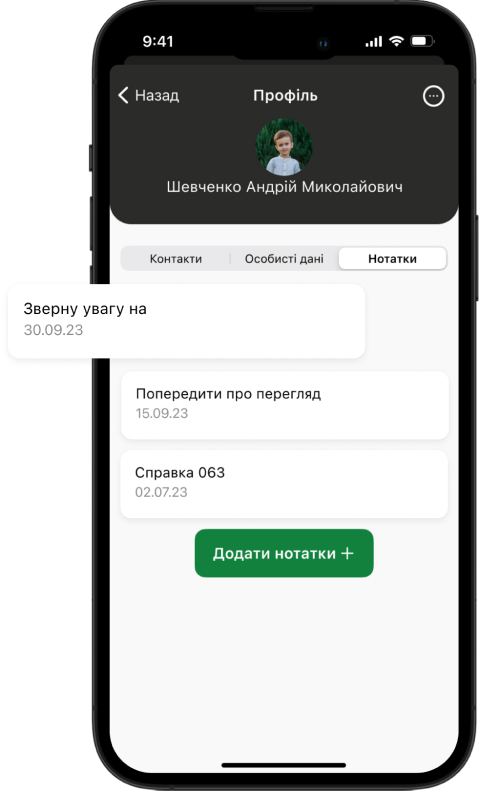 9:41
Назад
Профіль
Шевченко Андрій Миколайович
Контакти
Особисті дані
Нотатки
Зверну увагу на
30.09.23
Попередити про перегляд
15.09.23
Справка 063
02.07.23
Додати нотатки +